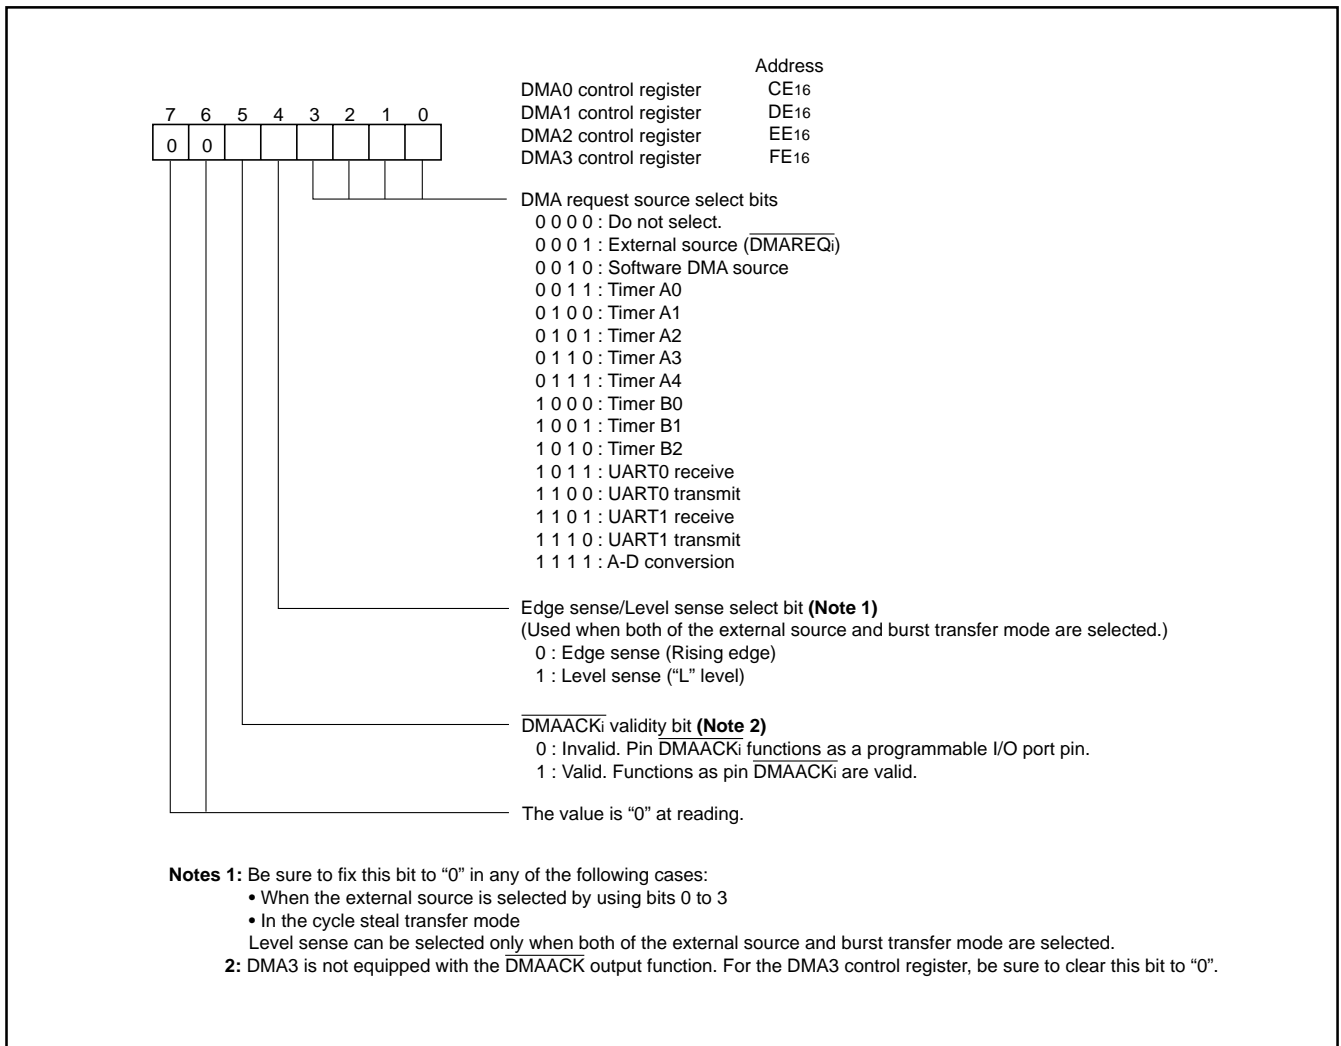 Address
DMA0 control register CE16
DMA1 control register DE16
DMA2 control register EE16
DMA3 control register FE16
7 6 5 4 3 2 1 0
0 0
DMA request source select bits
0 0 0 0 : Do not select.
0 0 0 1 : External source (DMAREQi)
0 0 1 0 : Software DMA source
0 0 1 1 : Timer A0
0 1 0 0 : Timer A1
0 1 0 1 : Timer A2
0 1 1 0 : Timer A3
0 1 1 1 : Timer A4
1 0 0 0 : Timer B0
1 0 0 1 : Timer B1
1 0 1 0 : Timer B2
1 0 1 1 : UART0 receive
1 1 0 0 : UART0 transmit
1 1 0 1 : UART1 receive
1 1 1 0 : UART1 transmit
1 1 1 1 : A-D conversion
Edge sense/Level sense select bit (Note 1)
(Used when both of the external source and burst transfer mode are selected.)
0 : Edge sense (Rising edge)
1 : Level sense (“L” level)
DMAACKi validity bit (Note 2)
0 : Invalid. Pin DMAACKi functions as a programmable I/O port pin.
1 : Valid. Functions as pin DMAACKi are valid.
The value is “0” at reading.
Notes 1: Be sure to fix this bit to “0” in any of the following cases:
• When the external source is selected by using bits 0 to 3
• In the cycle steal transfer mode
Level sense can be selected only when both of the external source and burst transfer mode are selected.
2: DMA3 is not equipped with the DMAACK output function. For the DMA3 control register, be sure to clear this bit to “0”.